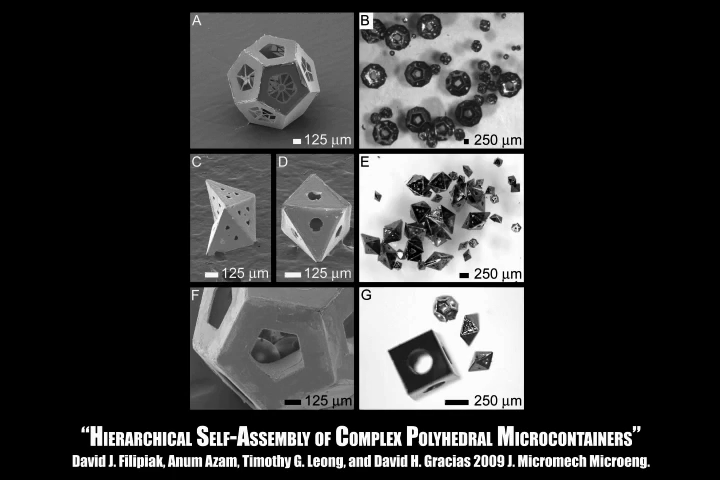 A
B
125 µm
250 µm
C
D
E
125 µm
125 µm
250 µm
F
G
125 µm
250 µm
“Hierarchical Self-Assembly of Complex Polyhedral Microcontainers”
David J. Filipiak, Anum Azam, Timothy G. Leong, and David H. Gracias 2009 J. Micromech Microeng.